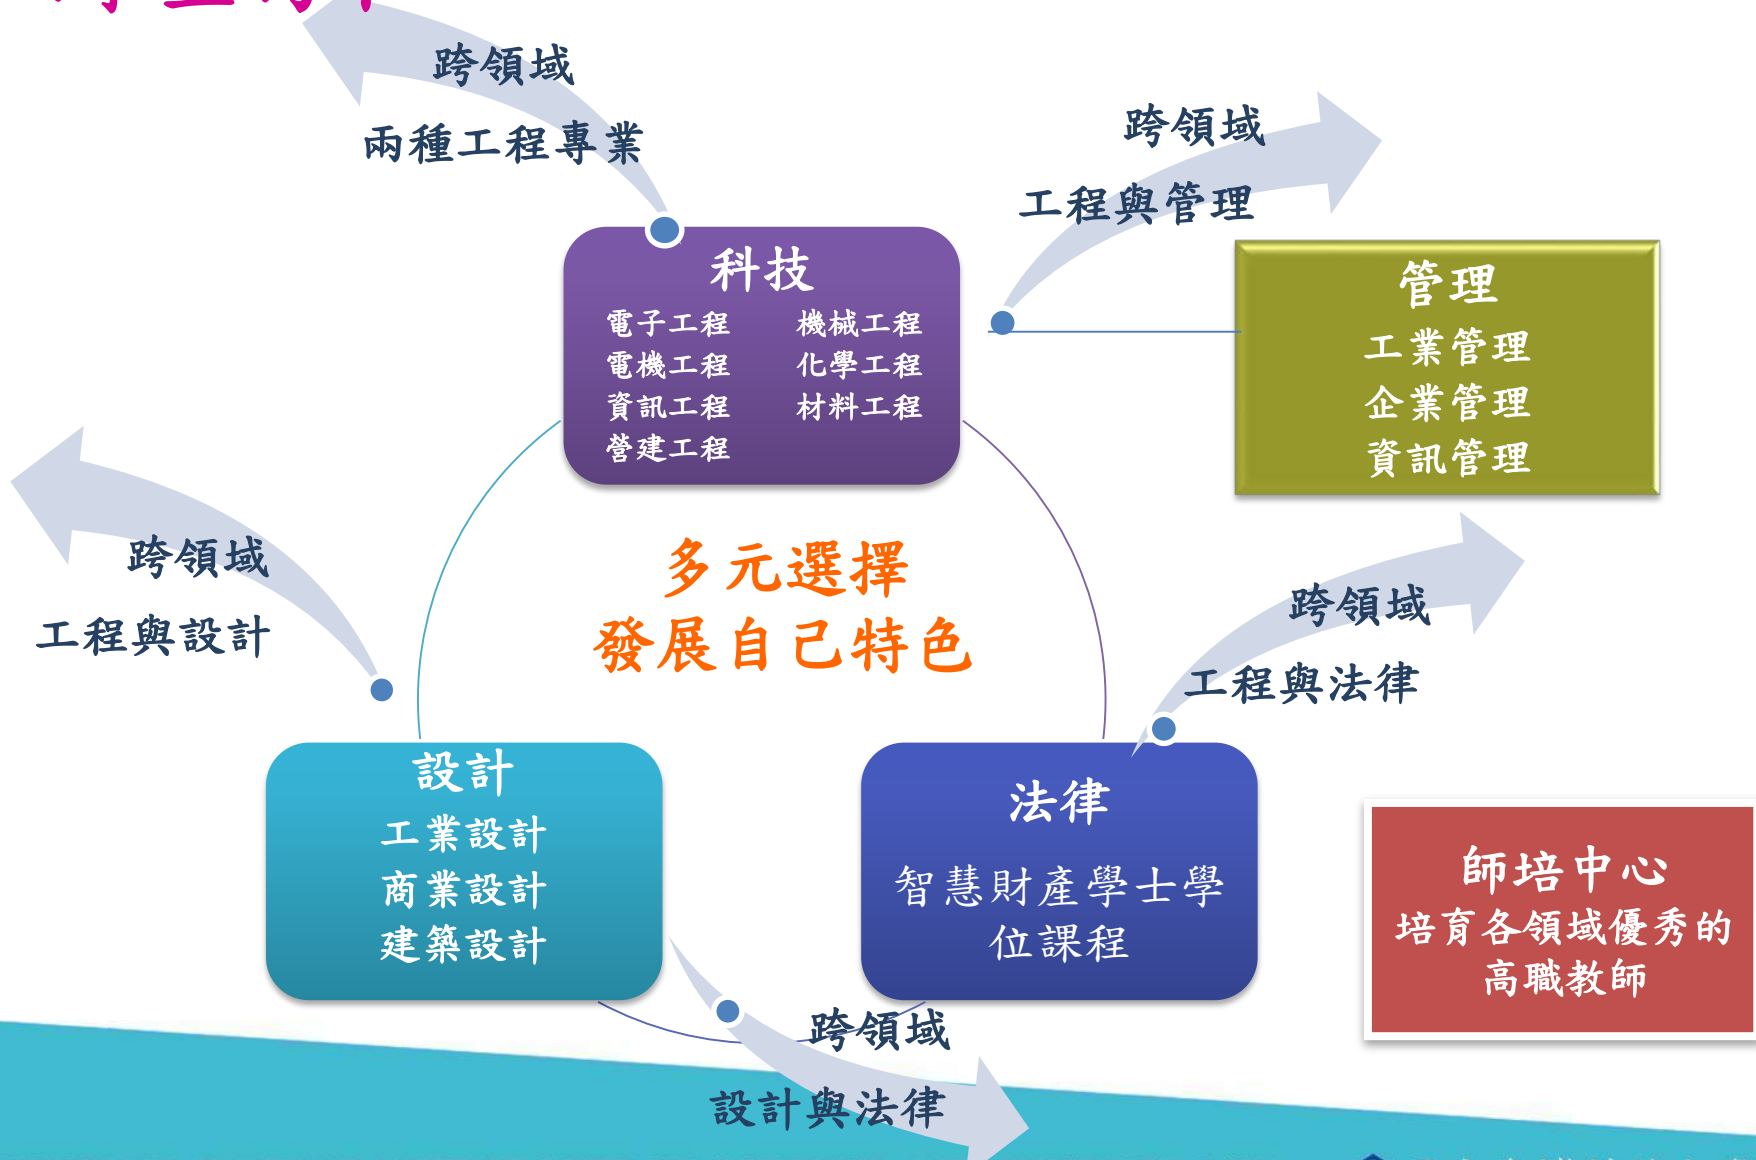 跨領域
兩種工程專業
跨領域
工程與管理
科技
電子工程 機械工程
電機工程 化學工程
資訊工程 材料工程
營建工程
管理
工業管理
企業管理
資訊管理
跨領域
工程與設計
多元選擇
發展自己特色
跨領域
工程與法律
設計
工業設計
商業設計
建築設計
法律
智慧財產學士學
位課程
師培中心
培育各領域優秀的
高職教師
跨領域
設計與法律